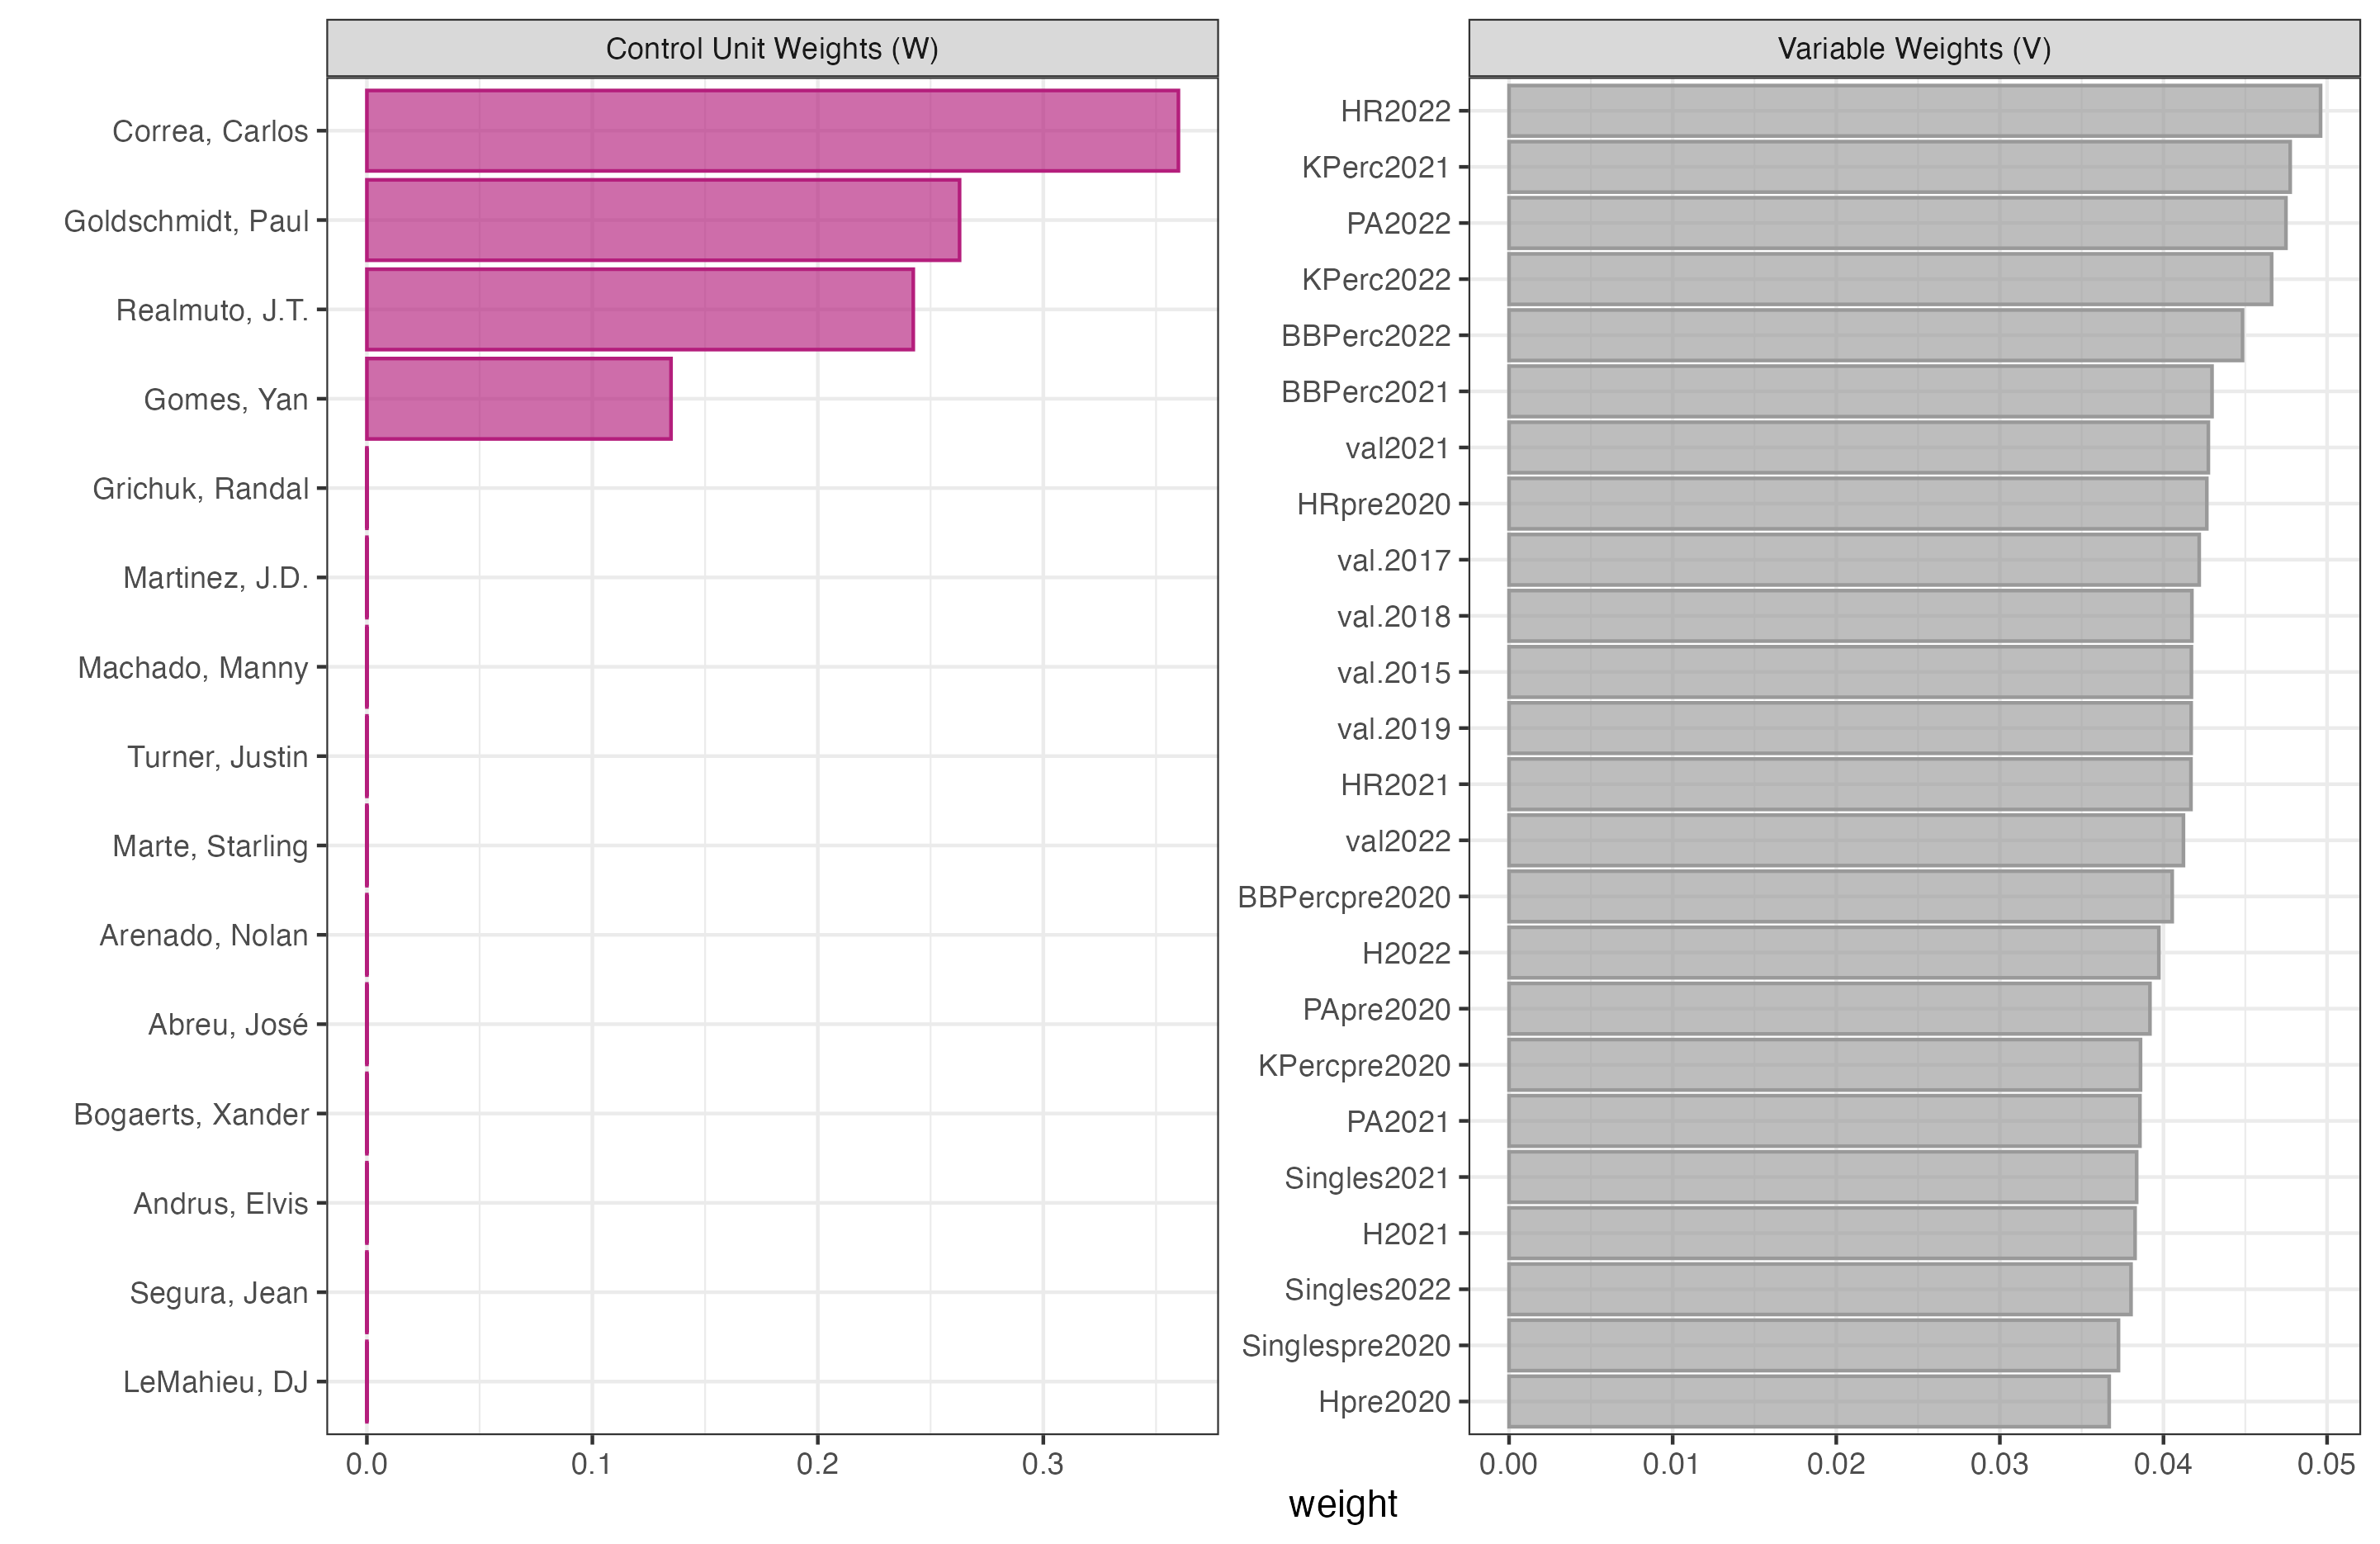 Control Unit Weights (W)
Correa, Carlos
Goldschmidt, Paul
Realmuto, J.T.
Gomes, Yan
Grichuk, Randal
Martinez, J.D.
Machado, Manny
Turner, Justin
Marte, Starling
Arenado, Nolan
Abreu, José
Bogaerts, Xander
Andrus, Elvis
Segura, Jean
LeMahieu, DJ
0.0 0.1 0.2 0.3
Variable Weights (V)
HR2022
KPerc2021
PA2022
KPerc2022
BBPerc2022
BBPerc2021
val2021
HRpre2020
val.2017
val.2018
val.2015
val.2019
HR2021
val2022
BBPercpre2020
H2022
PApre2020
KPercpre2020
PA2021
Singles2021
H2021
Singles2022
Singlespre2020
Hpre2020
0.00 0.01 0.02 0.03 0.04 0.05
weight